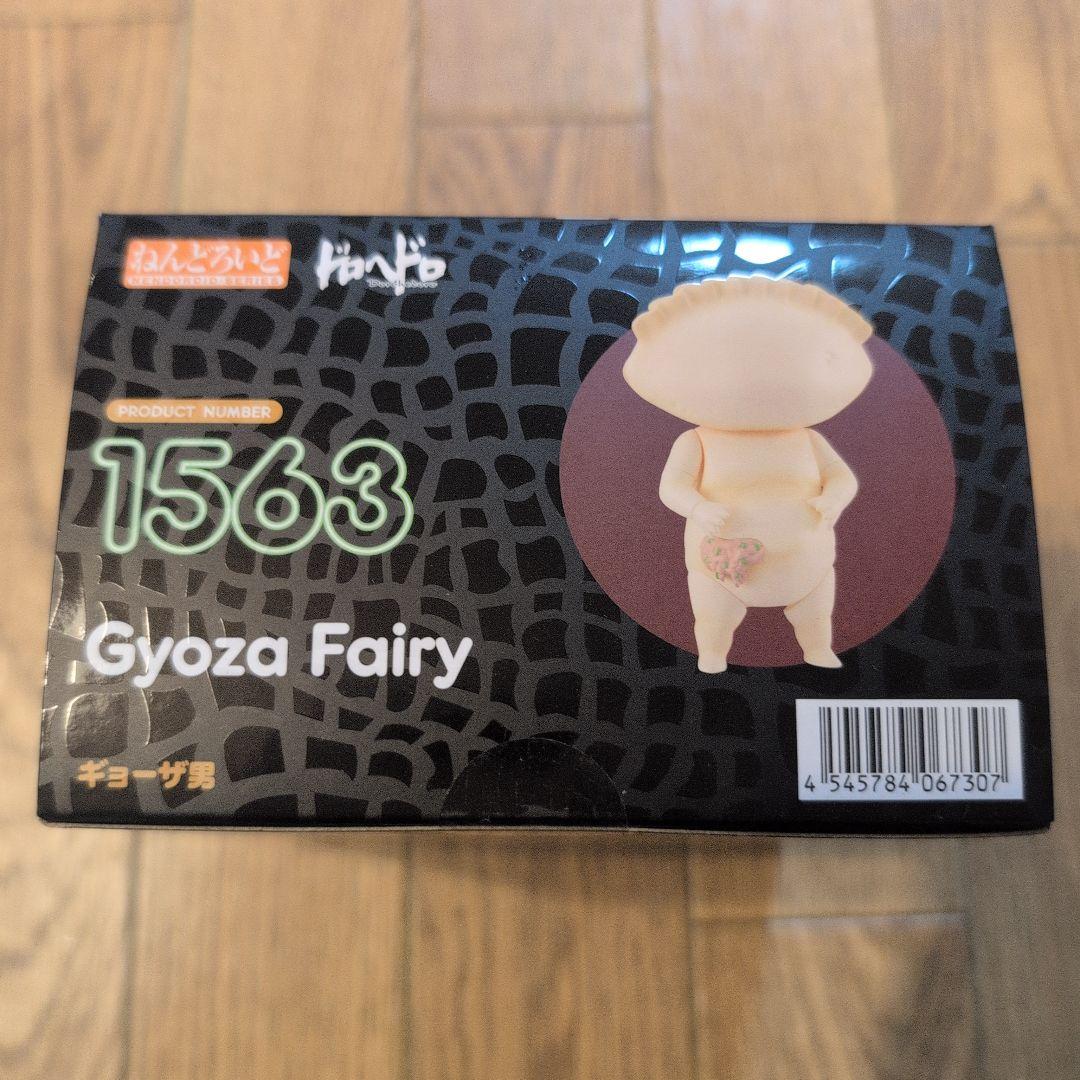 ねんどろいど
NENDOROID SERIES
ドロヘドロ
Dorohedoro
PRODUCT NUMBER
1563
Gyoza Fairy
ギョーザ男
4 545784 067307